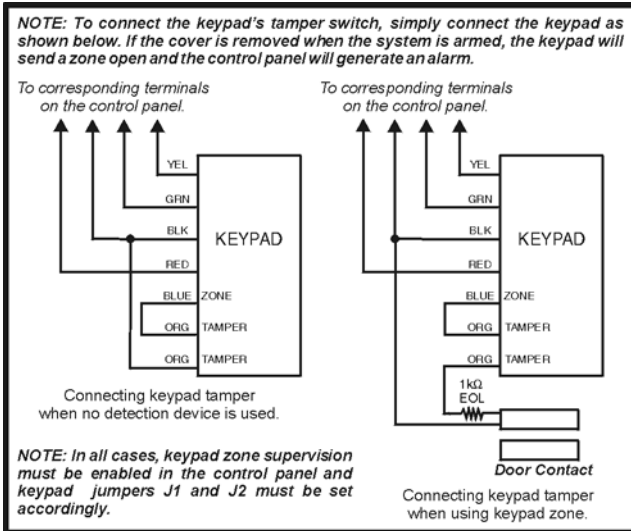 NOTE: To connect the keypad's tamper switch, simply connect the keypad as
shown below. If the cover is removed when the system is armed, the keypad will
send a zone open and the control panel will generate an alarm.
To corresponding terminals
on the control panel.
YEL
GRN
BLK
RED
BLUE ZONE
ORG TAMPER
ORG TAMPER
KEYPAD
Connecting keypad tamper
when no detection device is used.
NOTE: In all cases, keypad zone supervision
must be enabled in the control panel and
keypad jumpers J1 and J2 must be set
accordingly.
To corresponding terminals
on the control panel.
YEL
GRN
BLK
RED
BLUE ZONE
ORG TAMPER
ORG TAMPER
KEYPAD
1kΩ
EOL
Door Contact
Connecting keypad tamper
when using keypad zone.